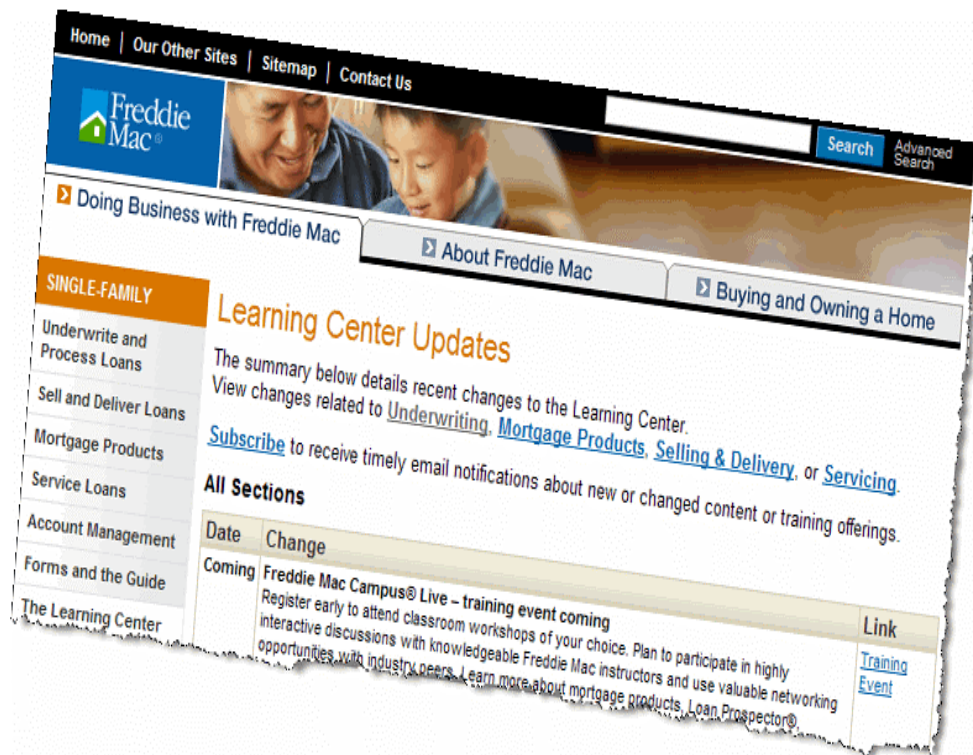 Home | Our Other Sites | Sitemap | Contact Us
Search
Advanced
Search
Freddie
Mac®
Doing Business with Freddie Mac
About Freddie Mac
Buying and Owning a Home
SINGLE-FAMILY
Underwrite and
Process Loans
Sell and Deliver Loans
Mortgage Products
Service Loans
Account Management
Forms and the Guide
The Learning Center
Learning Center Updates
The summary below details recent changes to the Learning Center.
View changes related to Underwriting, Mortgage Products, Selling & Delivery, or Servicing.
Subscribe to receive timely email notifications about new or changed content or training offerings.
All Sections
Date Change Link
Coming Freddie Mac Campus® Live – training event coming
Register early to attend classroom workshops of your choice. Plan to participate in highly
interactive discussions with knowledgeable Freddie Mac instructors and use valuable networking
opportunities with industry peers. Learn more about mortgage products, Loan Prospector®,
Training
Event